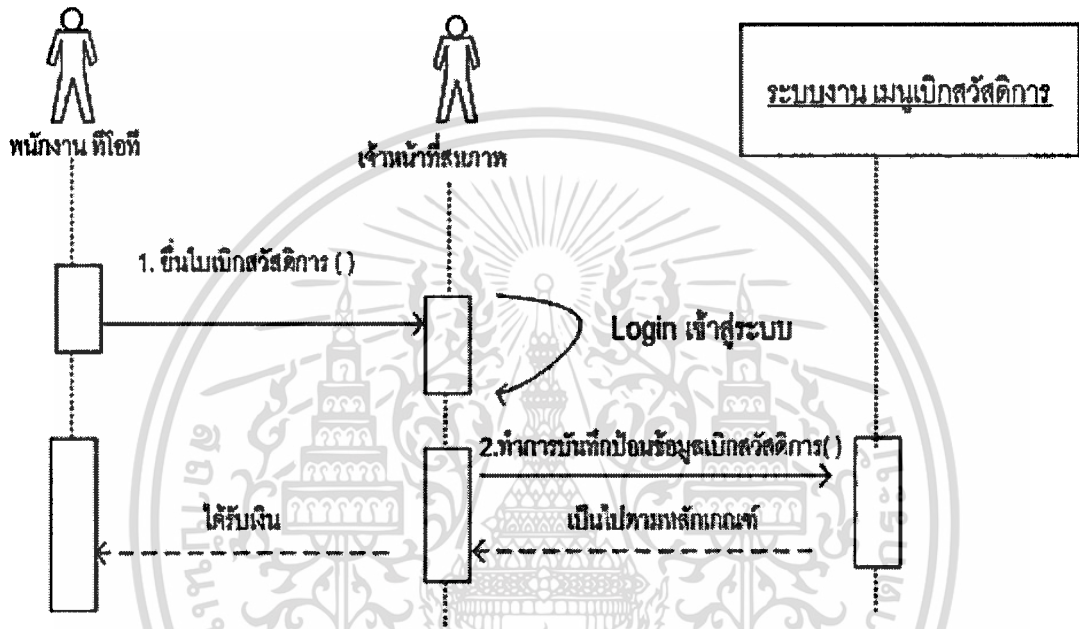 พนักงาน ทีโอที
เจ้าหน้าที่สหภาพ
ระบบงาน เมนูเบิกสวัสดิการ
1. ยื่นใบเบิกสวัสดิการ ( )
Login เข้าสู่ระบบ
2.ทำการบันทึกป้อนข้อมูลเบิกสวัสดิการ( )
ได้รับเงิน
เป็นไปตามหลักเกณฑ์